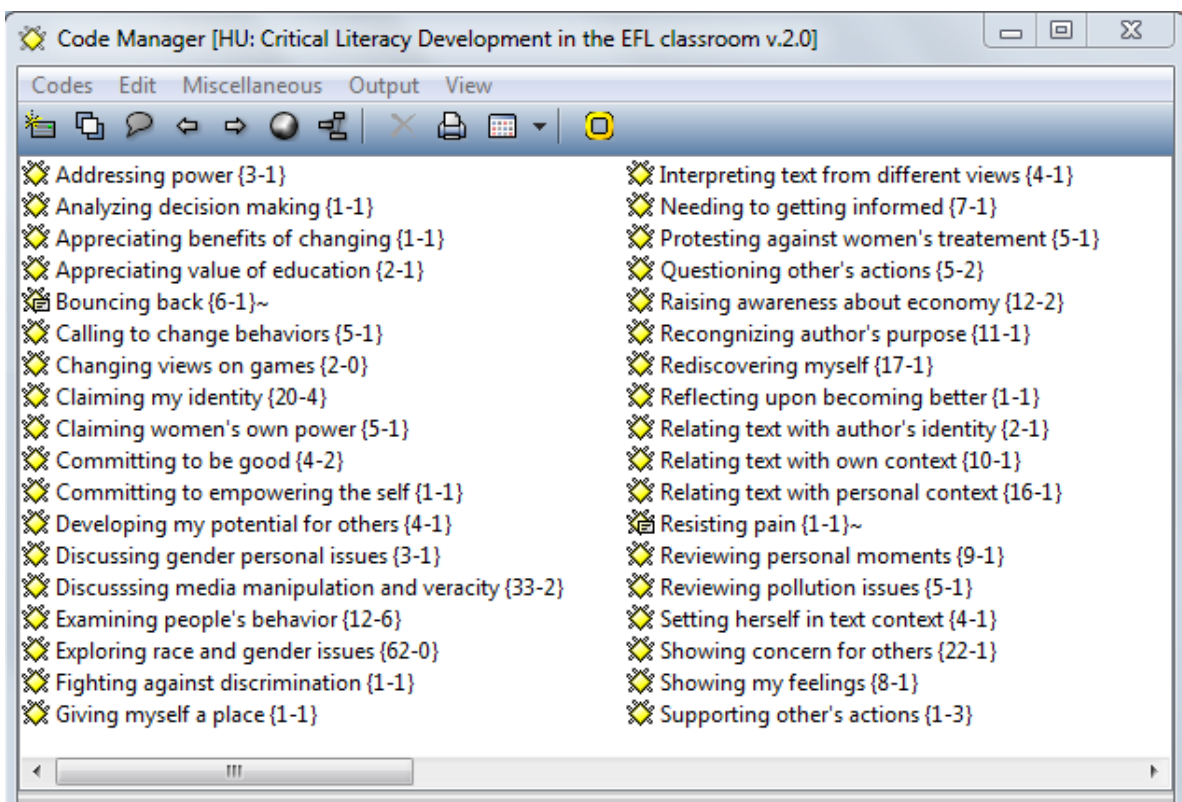 Code Manager [HU: Critical Literacy Development in the EFL classroom v.2.0]
Codes Edit Miscellaneous Output View
Addressing power {3-1}
Analyzing decision making {1-1}
Appreciating benefits of changing {1-1}
Appreciating value of education {2-1}
Bouncing back {6-1}~
Calling to change behaviors {5-1}
Changing views on games {2-0}
Claiming my identity {20-4}
Claiming women's own power {5-1}
Committing to be good {4-2}
Committing to empowering the self {1-1}
Developing my potential for others {4-1}
Discussing gender personal issues {3-1}
Discusssing media manipulation and veracity {33-2}
Examining people's behavior {12-6}
Exploring race and gender issues {62-0}
Fighting against discrimination {1-1}
Giving myself a place {1-1}
Interpreting text from different views {4-1}
Needing to getting informed {7-1}
Protesting against women's treatement {5-1}
Questioning other's actions {5-2}
Raising awareness about economy {12-2}
Recongnizing author's purpose {11-1}
Rediscovering myself {17-1}
Reflecting upon becoming better {1-1}
Relating text with author's identity {2-1}
Relating text with own context {10-1}
Relating text with personal context {16-1}
Resisting pain {1-1}~
Reviewing personal moments {9-1}
Reviewing pollution issues {5-1}
Setting herself in text context {4-1}
Showing concern for others {22-1}
Showing my feelings {8-1}
Supporting other's actions {1-3}